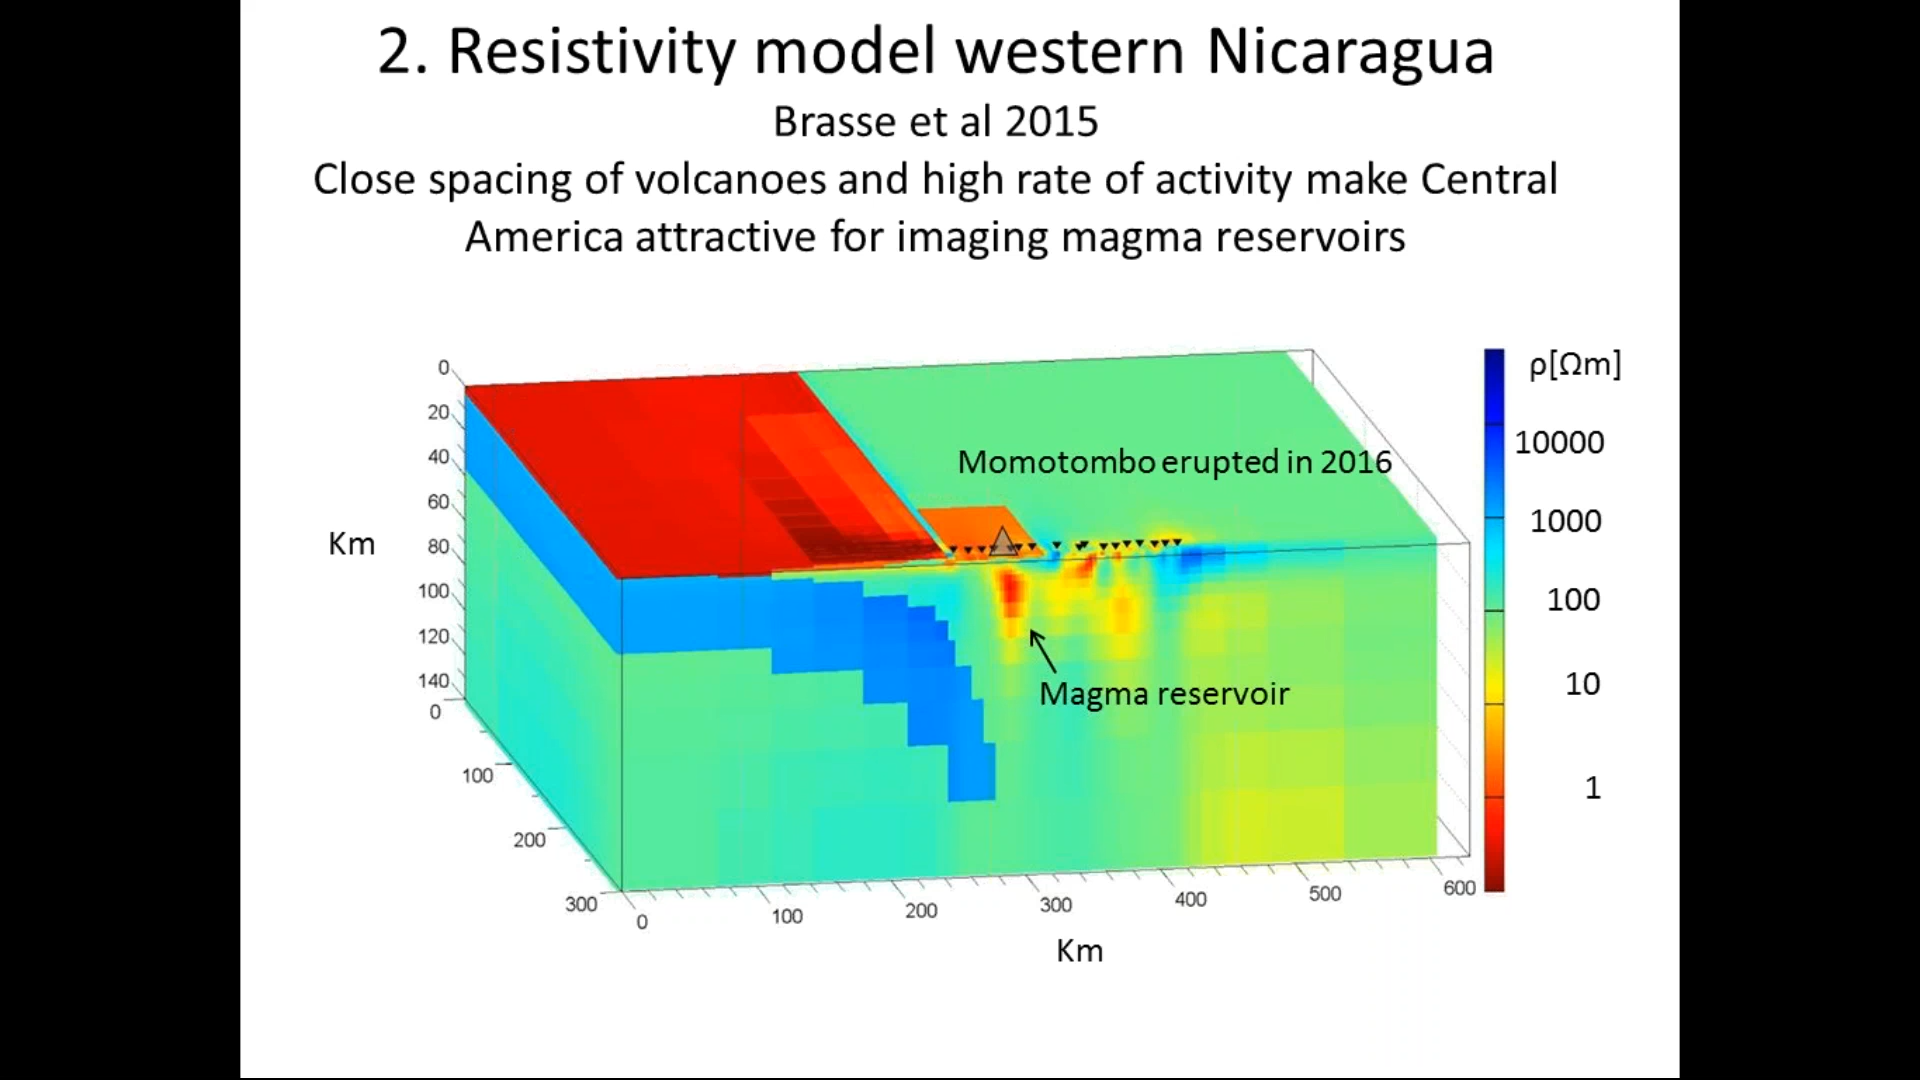 2. Resistivity model western Nicaragua
Brasse et al 2015
Close spacing of volcanoes and high rate of activity make Central
America attractive for imaging magma reservoirs
0
20
40
60
80
100
120
140
Km
0
100
200
300
0
100
200
300
400
500
600
Km
Momotombo erupted in 2016
Magma reservoir
ρ[Ωm]
10000
1000
100
10
1